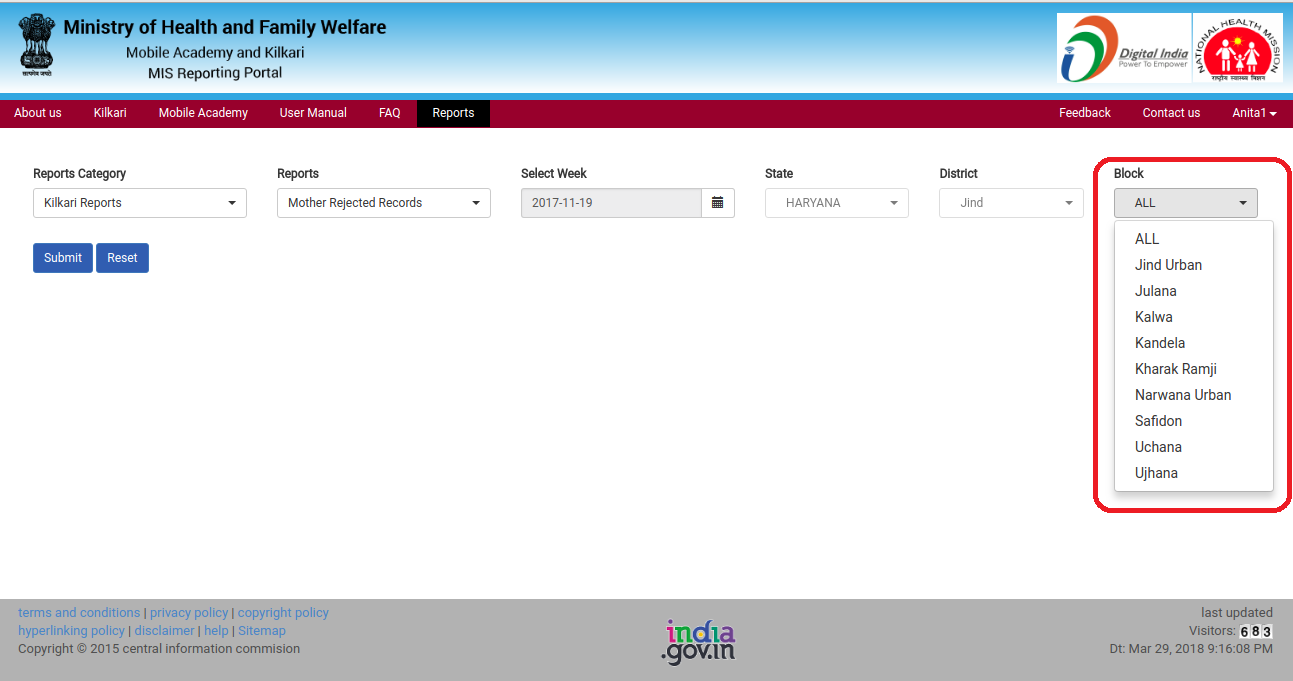 Ministry of Health and Family Welfare
Mobile Academy and Kilkari
MIS Reporting Portal
सत्यमेव जयते
Digital India
Power To Empower
NATIONAL HEALTH MISSION
राष्ट्रीय स्वास्थ्य मिशन
About us Kilkari Mobile Academy User Manual FAQ Reports Feedback Contact us Anita1
Reports Category Reports Select Week State District Block
Kilkari Reports Mother Rejected Records 2017-11-19 HARYANA Jind ALL
Submit Reset
ALL
Jind Urban
Julana
Kalwa
Kandela
Kharak Ramji
Narwana Urban
Safidon
Uchana
Ujhana
terms and conditions | privacy policy | copyright policy
hyperlinking policy | disclaimer | help | Sitemap
Copyright © 2015 central information commision
india
.gov.in
last updated
Visitors: 683
Dt: Mar 29, 2018 9:16:08 PM